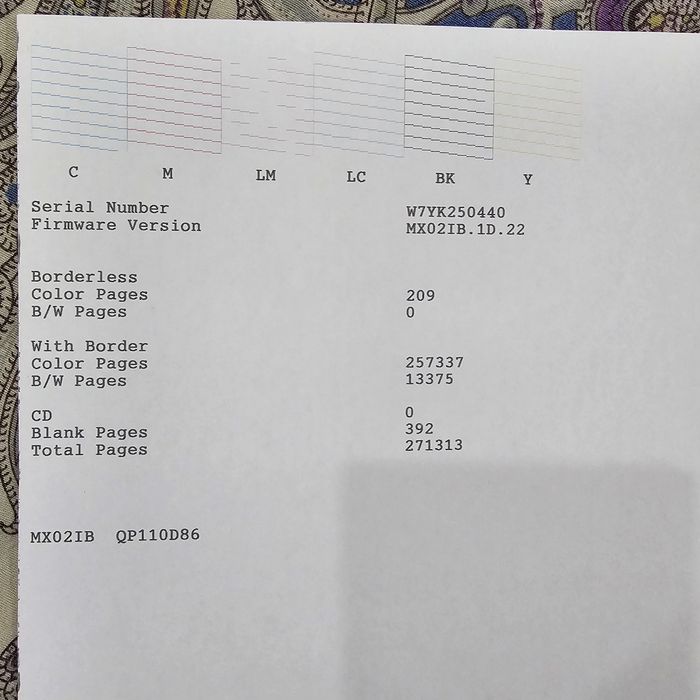 C M LM LC BK Y
Serial Number W7YK250440
Firmware Version MX02IB.1D.22
Borderless
Color Pages 209
B/W Pages 0
With Border
Color Pages 257337
B/W Pages 13375
CD 0
Blank Pages 392
Total Pages 271313
MX02IB QP110D86